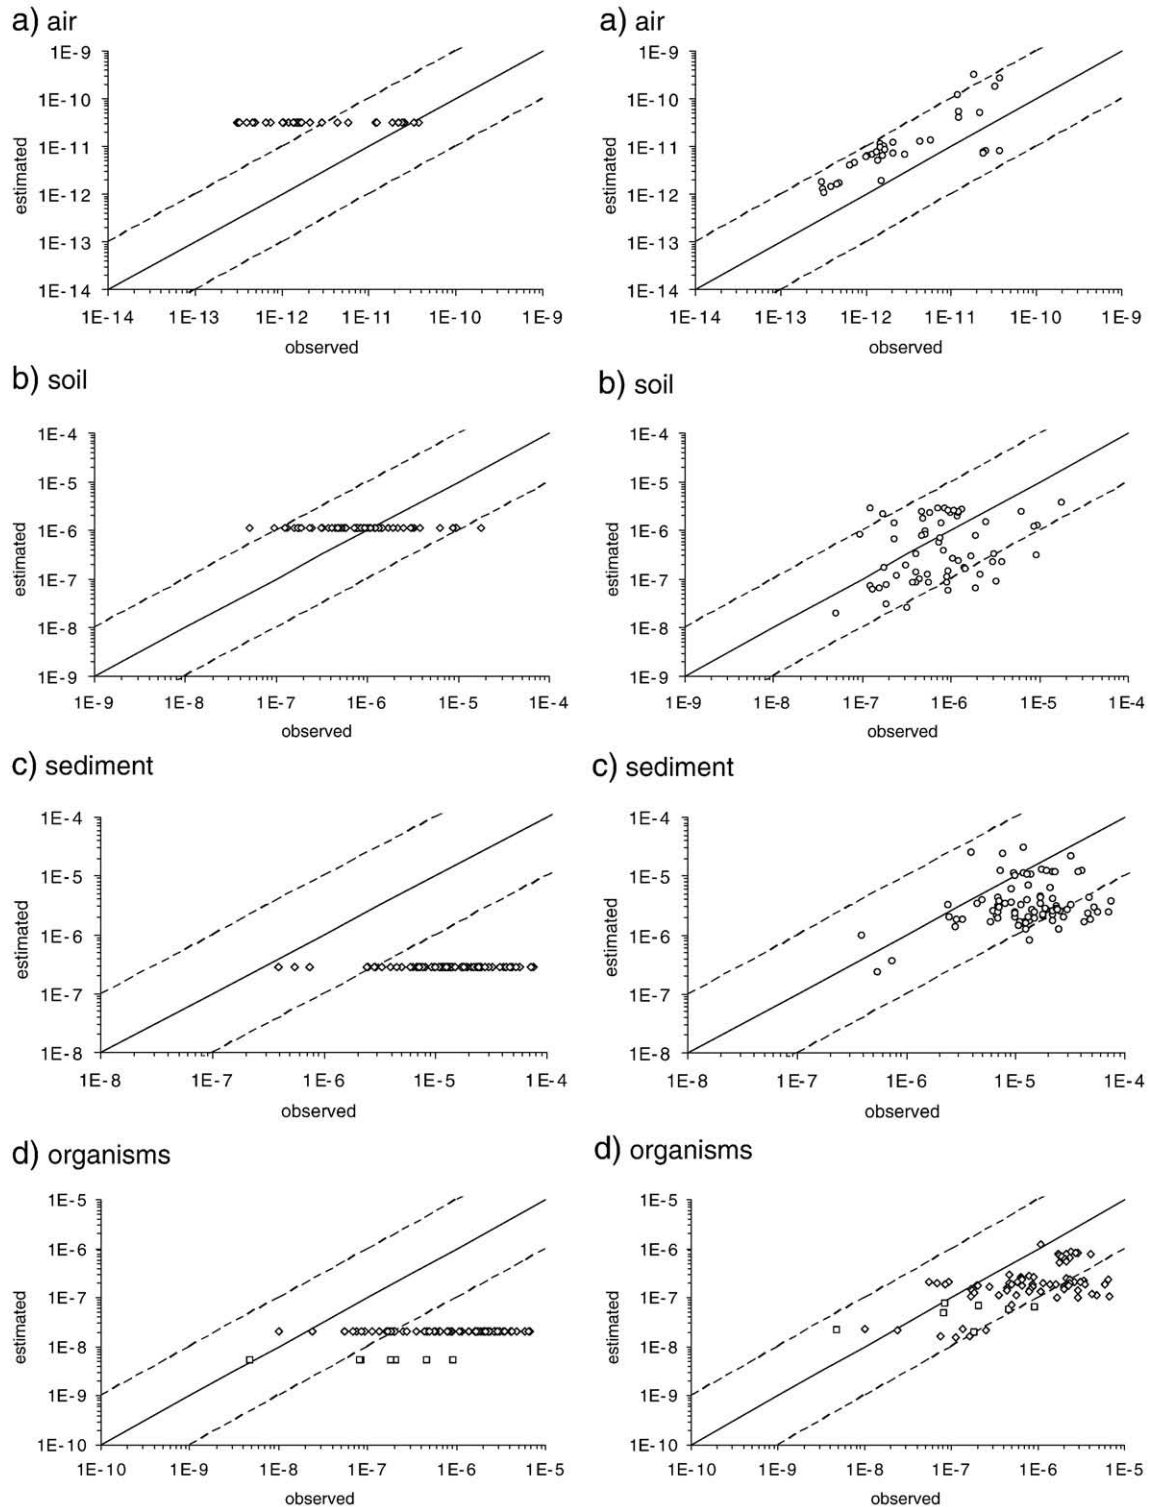 a) air
a) air
1E-9
1E-10
1E-11
1E-12
1E-13
1E-14
estimated
1E-14 1E-13 1E-12 1E-11 1E-10 1E-9
observed
1E-9
1E-10
1E-11
1E-12
1E-13
1E-14
estimated
1E-14 1E-13 1E-12 1E-11 1E-10 1E-9
observed
b) soil
b) soil
1E-4
1E-5
1E-6
1E-7
1E-8
1E-9
estimated
1E-9 1E-8 1E-7 1E-6 1E-5 1E-4
observed
1E-4
1E-5
1E-6
1E-7
1E-8
1E-9
estimated
1E-9 1E-8 1E-7 1E-6 1E-5 1E-4
observed
c) sediment
c) sediment
1E-4
1E-5
1E-6
1E-7
1E-8
estimated
1E-8 1E-7 1E-6 1E-5 1E-4
observed
1E-4
1E-5
1E-6
1E-7
1E-8
estimated
1E-8 1E-7 1E-6 1E-5 1E-4
observed
d) organisms
d) organisms
1E-5
1E-6
1E-7
1E-8
1E-9
1E-10
estimated
1E-10 1E-9 1E-8 1E-7 1E-6 1E-5
observed
1E-5
1E-6
1E-7
1E-8
1E-9
1E-10
estimated
1E-10 1E-9 1E-8 1E-7 1E-6 1E-5
observed